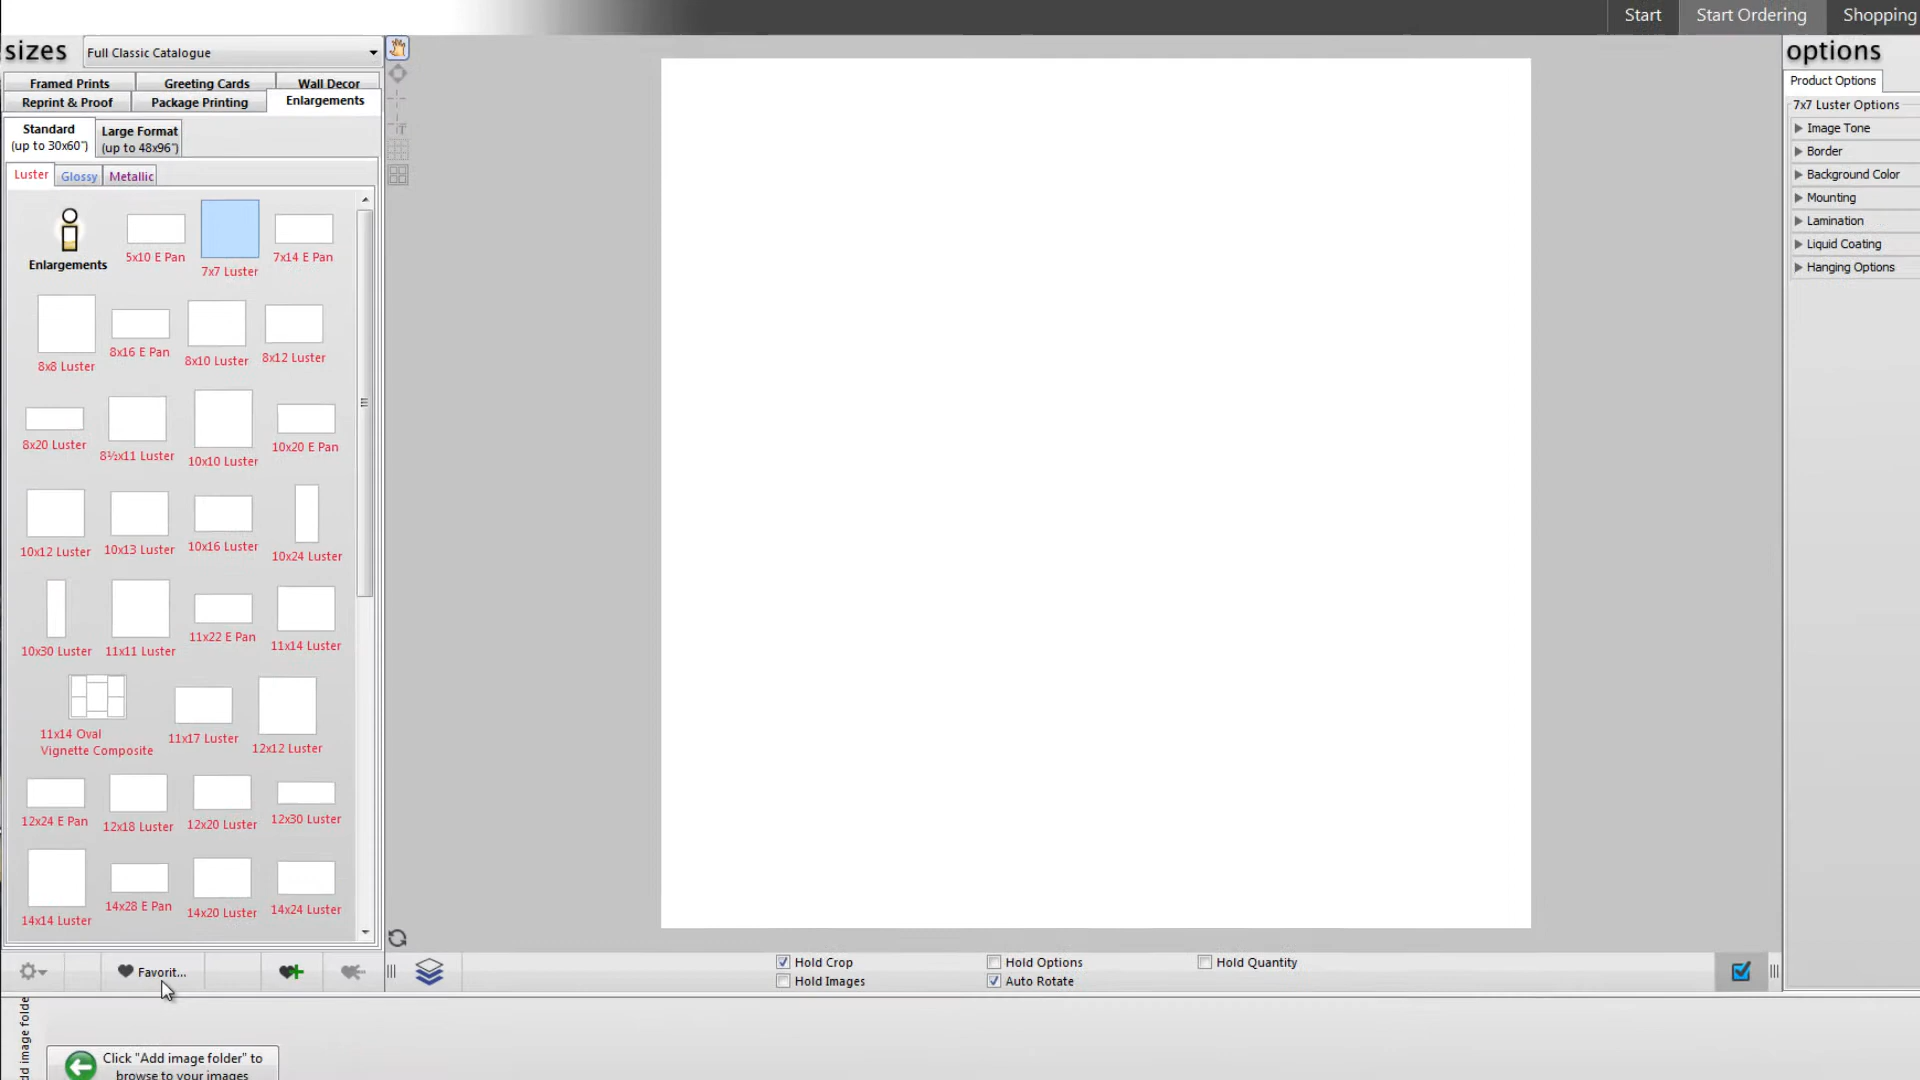 Start
Start Ordering
Shopping
sizes
Full Classic Catalogue
options
Framed Prints
Greeting Cards
Wall Decor
Reprint & Proof
Package Printing
Enlargements
Product Options
Standard
(up to 30x60")
Large Format
(up to 48x96")
7x7 Luster Options
Image Tone
Border
Background Color
Mounting
Lamination
Liquid Coating
Hanging Options
Luster
Glossy
Metallic
Enlargements
5x10 E Pan
7x7 Luster
7x14 E Pan
8x8 Luster
8x16 E Pan
8x10 Luster
8x12 Luster
8x20 Luster
8½x11 Luster
10x10 Luster
10x20 E Pan
10x12 Luster
10x13 Luster
10x16 Luster
10x24 Luster
10x30 Luster
11x11 Luster
11x22 E Pan
11x14 Luster
11x14 Oval
Vignette Composite
11x17 Luster
12x12 Luster
12x24 E Pan
12x18 Luster
12x20 Luster
12x30 Luster
14x14 Luster
14x28 E Pan
14x20 Luster
14x24 Luster
Favorit...
Hold Crop
Hold Options
Hold Quantity
Hold Images
Auto Rotate
dd image folde
Click "Add image folder" to
browse to your images